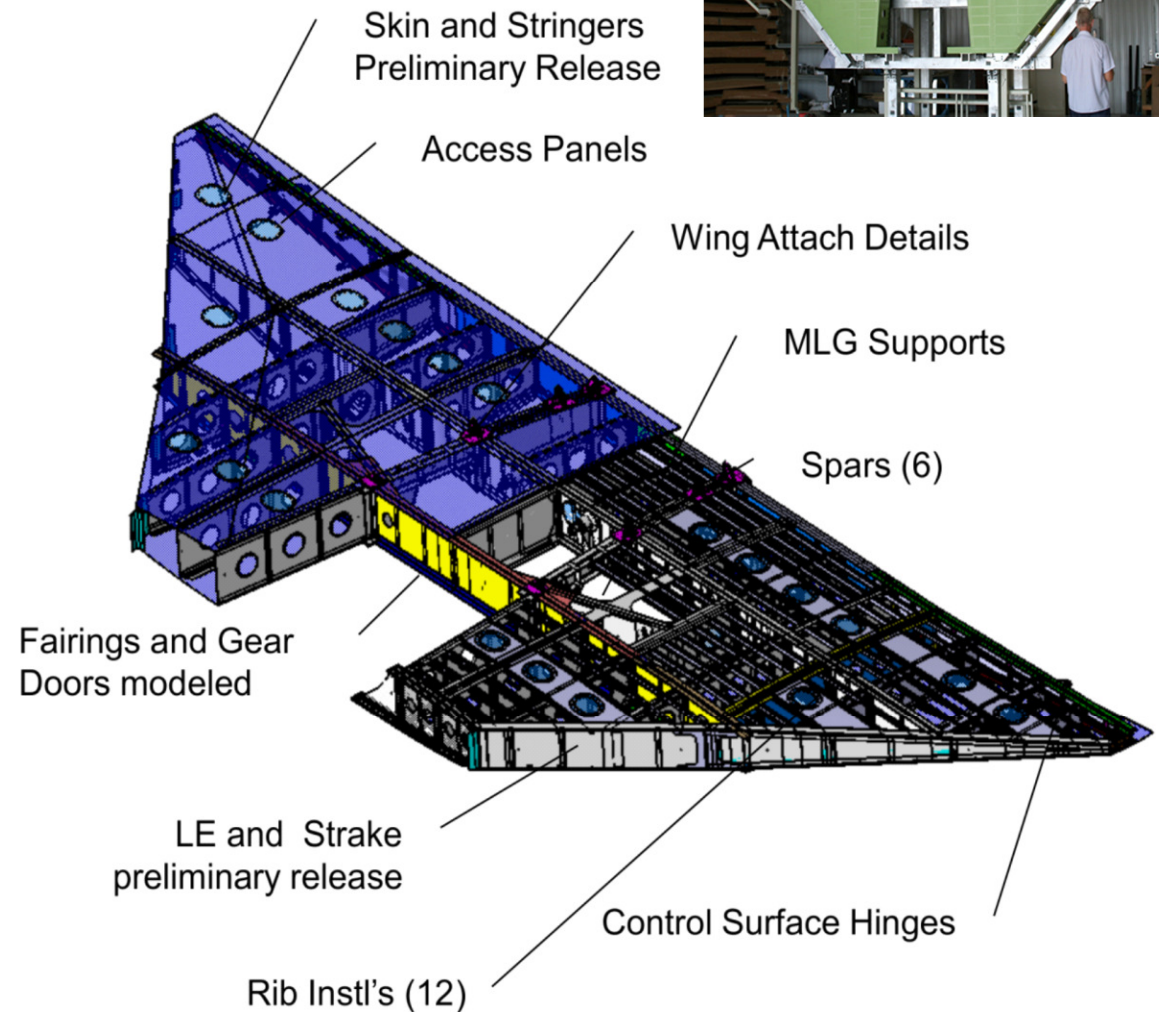 Skin and Stringers
Preliminary Release
Access Panels
Wing Attach Details
MLG Supports
Spars (6)
Fairings and Gear
Doors modeled
LE and  Strake
preliminary release
Control Surface Hinges
Rib Instl's (12)